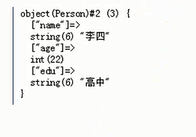 object(Person)#2 (3) {
["name"]=>
string(6) "李四"
["age"]=>
int(22)
["edu"]=>
string(6) "高中"
}